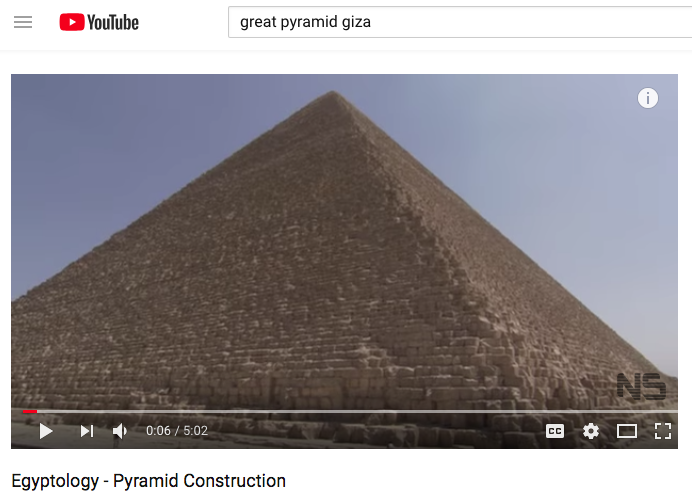 YouTube
great pyramid giza
i
NS
0:06 / 5:02
CC
Egyptology - Pyramid Construction